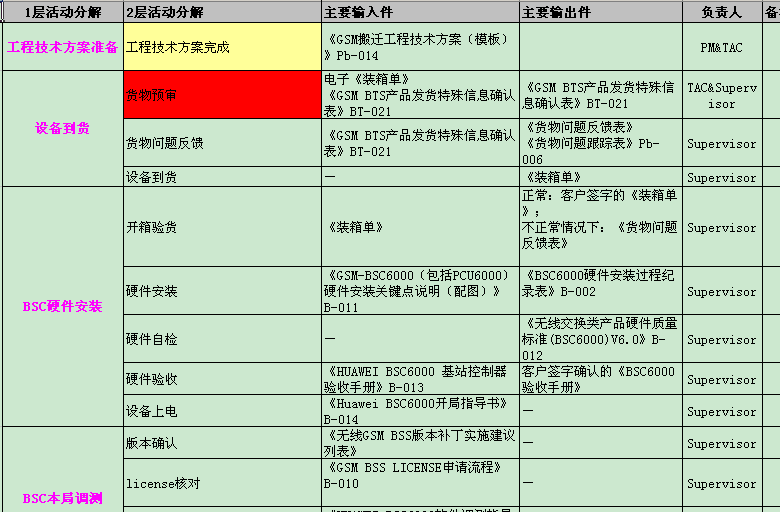 1层活动分解 2层活动分解 主要输入件 主要输出件 负责人 备
工程技术方案准备 工程技术方案完成 《GSM搬迁工程技术方案（模板）
》Pb-014
PM&TAC
设备到货
货物预审
电子《装箱单》
《GSM BTS产品发货特殊信息确认
表》BT-021
《GSM BTS产品发货特殊信
息确认表》BT-021
TAC&Superv
isor
货物问题反馈
《GSM BTS产品发货特殊信息确认
表》BT-021
《货物问题反馈表》
《货物问题跟踪表》Pb-
006
Supervisor
设备到货 — 《装箱单》 Supervisor
BSC硬件安装
开箱验货
《装箱单》
正常：客户签字的《装箱单
》；
不正常情况下：《货物问题
反馈表》
Supervisor
硬件安装
《GSM-BSC6000（包括PCU6000）
硬件安装关键点说明（配图）》
B-011
《BSC6000硬件安装过程纪
录表》B-002
Supervisor
硬件自检
—
《无线交换类产品硬件质量
标准(BSC6000)V6.0》B-
012
Supervisor
硬件验收
《HUAWEI BSC6000 基站控制器
验收手册》B-013
客户签字确认的《BSC6000
验收手册》
Supervisor
设备上电
《Huawei BSC6000开局指导书》
B-014
—
Supervisor
BSC本局调测
版本确认
《无线GSM BSS版本补丁实施建议
列表》
—
Supervisor
license核对
《GSM BSS LICENSE申请流程》
B-010
—
Supervisor